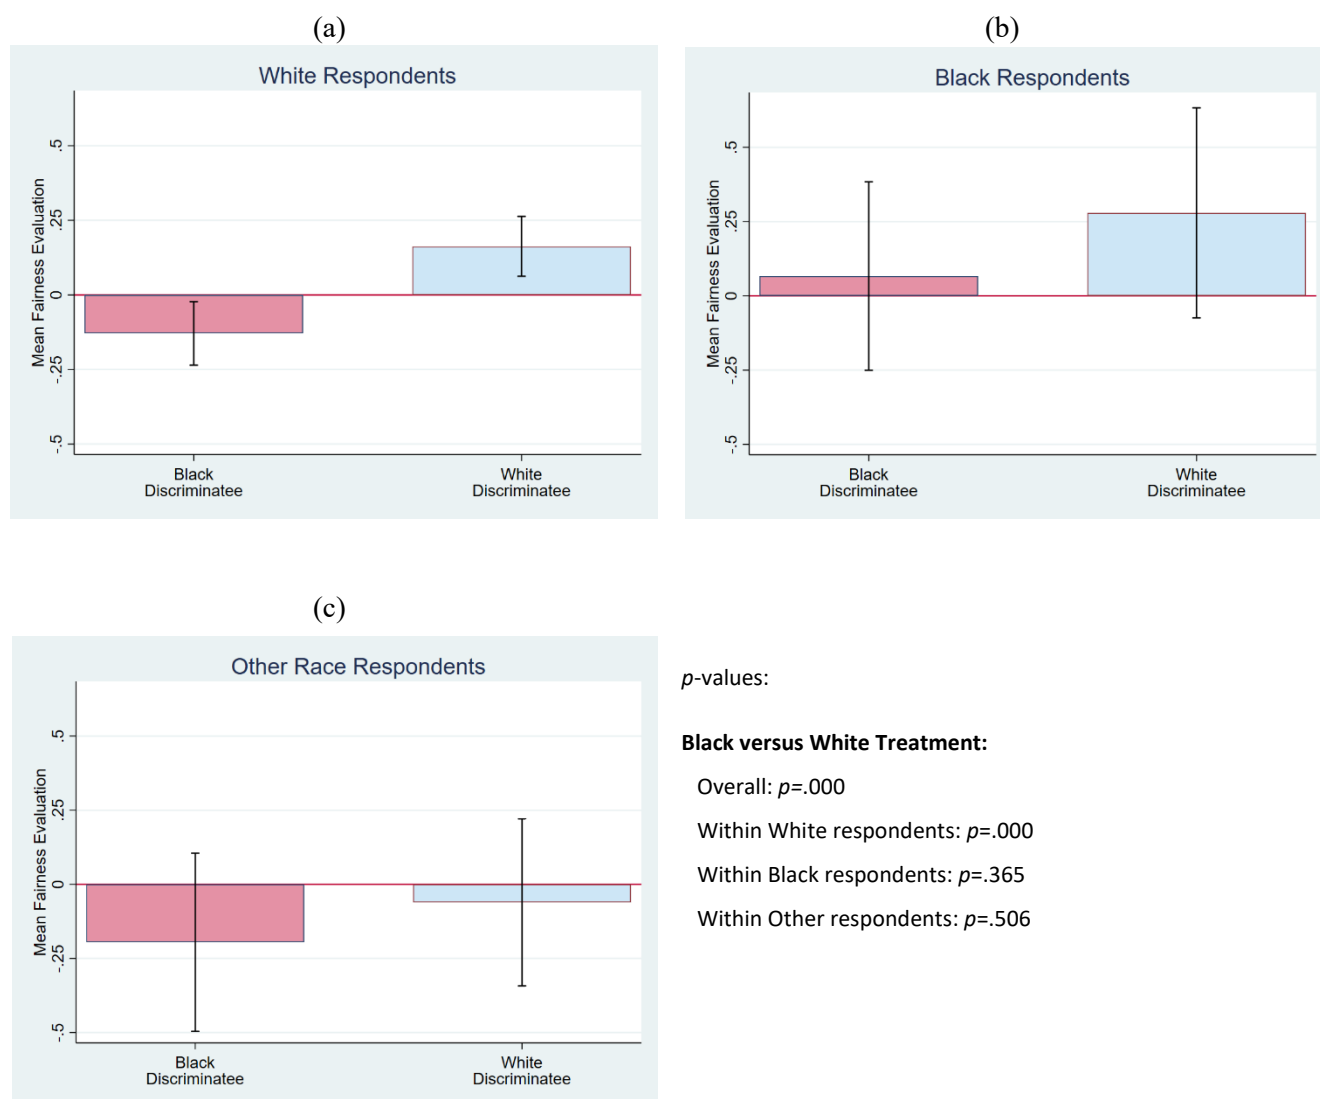 (a)
White Respondents
Mean Fairness Evaluation
.5
.25
0
-.25
-.5
Black
Discriminatee
White
Discriminatee
(b)
Black Respondents
Mean Fairness Evaluation
.5
.25
0
-.25
-.5
Black
Discriminatee
White
Discriminatee
(c)
Other Race Respondents
Mean Fairness Evaluation
.5
.25
0
-.25
-.5
Black
Discriminatee
White
Discriminatee
p-values:
Black versus White Treatment:
Overall: p=.000
Within White respondents: p=.000
Within Black respondents: p=.365
Within Other respondents: p=.506